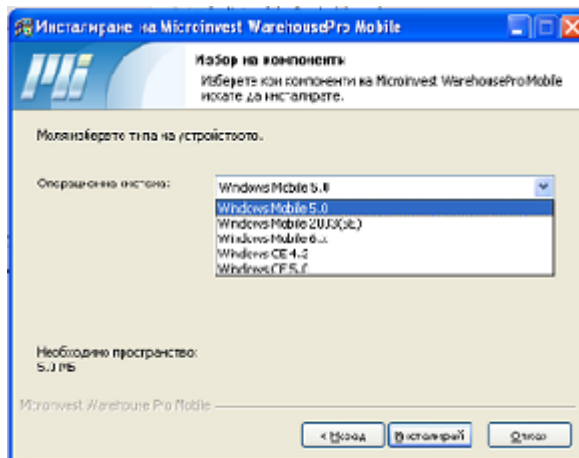 Инсталиране на Microinvest WarehousePro Mobile
Избор на компоненти
Изберете кои компоненти на Microinvest WarehousePro Mobile
искате да инсталирате.
Моля изберете типа на устройството.
Операционна система:
Windows Mobile 5.0
Windows Mobile 5.0
Windows Mobile 2003(SE)
Windows Mobile 6.x
Windows CE 4.2
Windows CE 5.0
Необходимо пространство:
5.0 МБ
Microinvest Warehouse Pro Mobile
< Назад
Инсталирай
Отказ